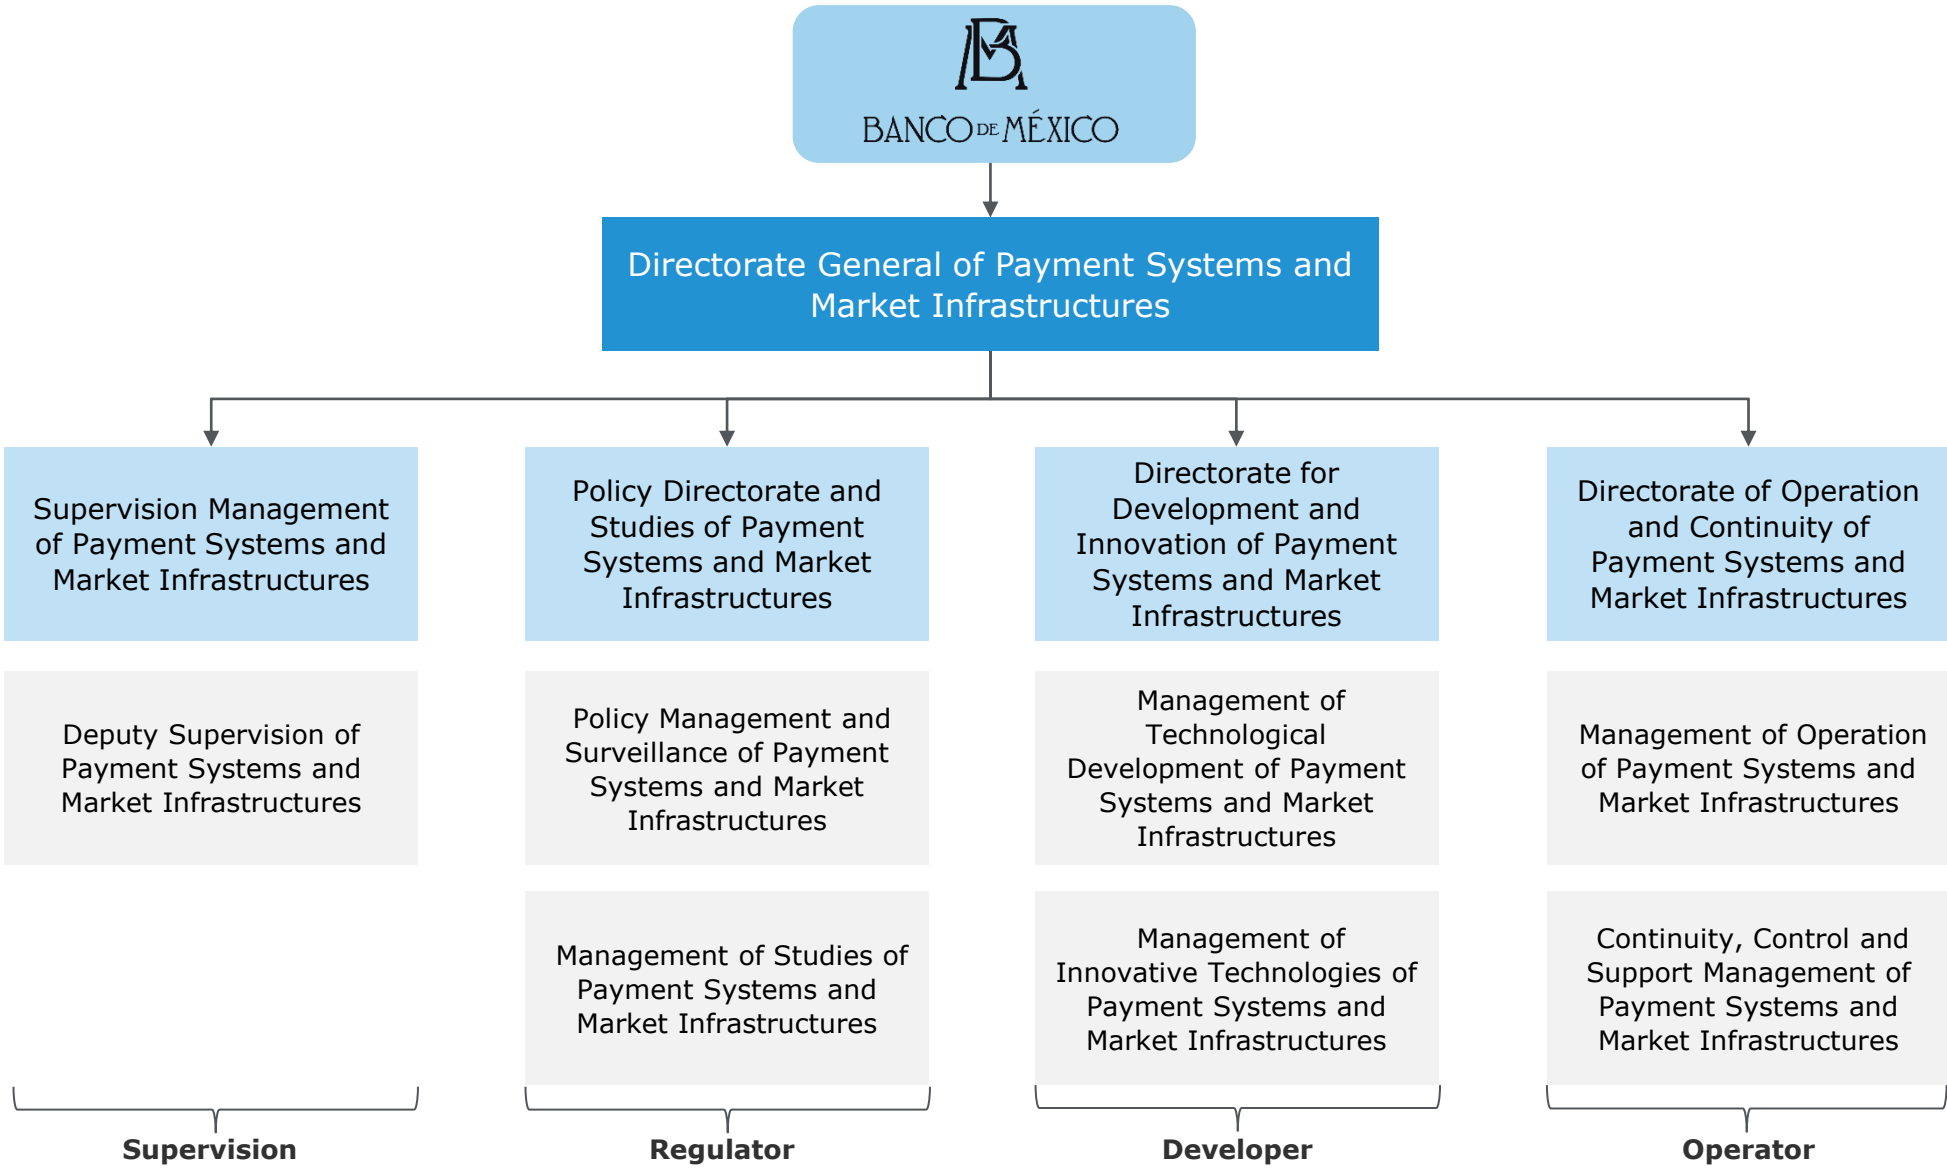 BANCO DE MÉXICO
Directorate General of Payment Systems and
Market Infrastructures
Supervision Management
of Payment Systems and
Market Infrastructures
Policy Directorate and
Studies of Payment
Systems and Market
Infrastructures
Directorate for
Development and
Innovation of Payment
Systems and Market
Infrastructures
Directorate of Operation
and Continuity of
Payment Systems and
Market Infrastructures
Deputy Supervision of
Payment Systems and
Market Infrastructures
Policy Management and
Surveillance of Payment
Systems and Market
Infrastructures
Management of
Technological
Development of Payment
Systems and Market
Infrastructures
Management of Operation
of Payment Systems and
Market Infrastructures
Management of Studies of
Payment Systems and
Market Infrastructures
Management of
Innovative Technologies of
Payment Systems and
Market Infrastructures
Continuity, Control and
Support Management of
Payment Systems and
Market Infrastructures
Supervision
Regulator
Developer
Operator